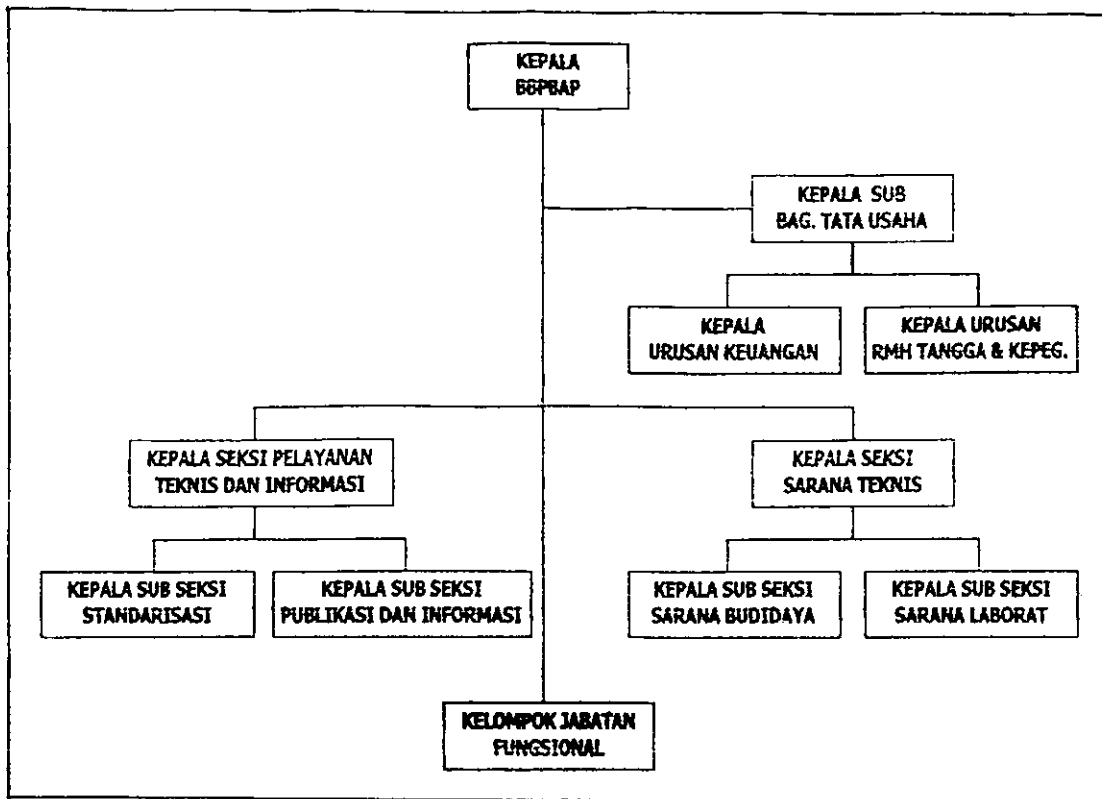 KEPALA
BBPBAP
KEPALA SUB
BAG. TATA USAHA
KEPALA
URUSAN KEUANGAN
KEPALA URUSAN
RMH TANGGA & KEPEG.
KEPALA SEKSI PELAYANAN
TEKNIS DAN INFORMASI
KEPALA SEKSI
SARANA TEKNIS
KEPALA SUB SEKSI
STANDARISASI
KEPALA SUB SEKSI
PUBLIKASI DAN INFORMASI
KEPALA SUB SEKSI
SARANA BUDIDAYA
KEPALA SUB SEKSI
SARANA LABORAT
KELOMPOK JABATAN
FUNGSIONAL